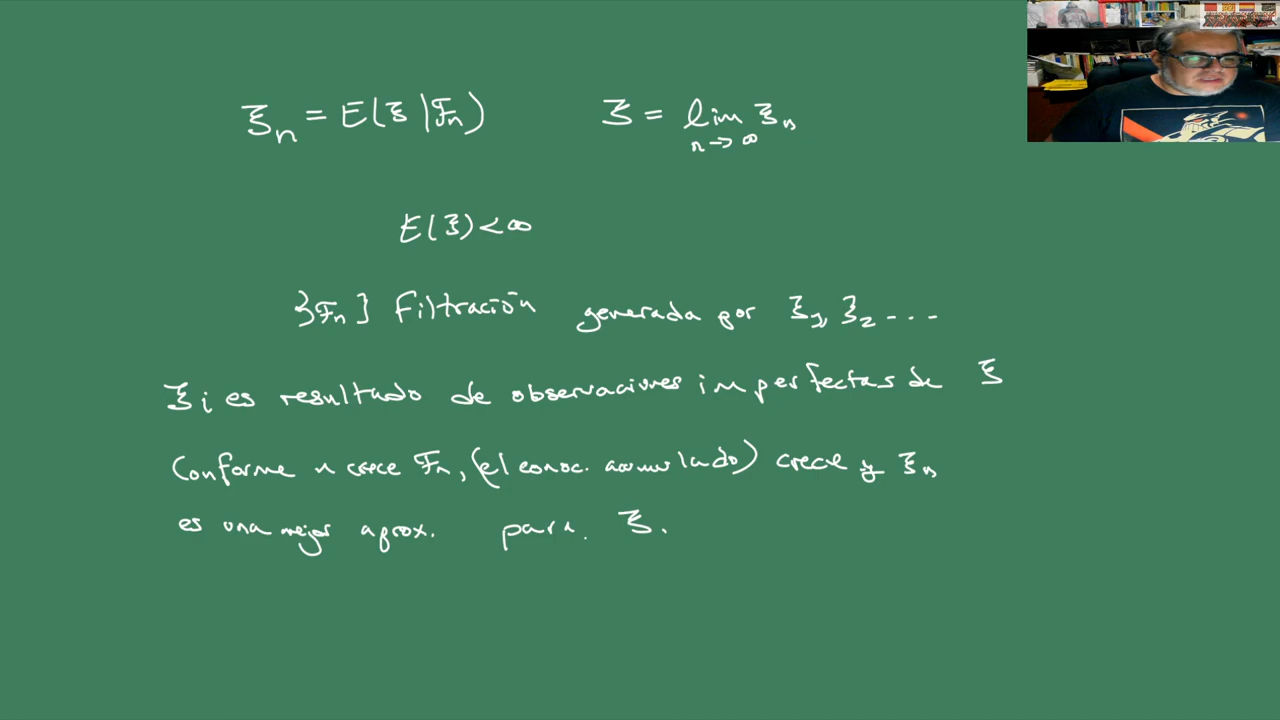 ξn = E(ξ | Fn) ξ = lim n→∞ ξn
E(ξ) < ∞
{Fn} Filtración generada por ξ1, ξ2 ...
ξi es resultado de observaciones imperfectas de ξ
Conforme n crece Fn, (el conoc. acumulado) crece y ξn
es una mejor aprox. para ξ.